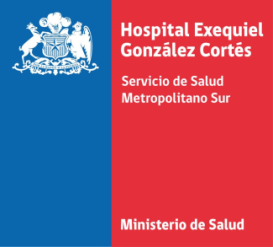 Hospital Exequiel
González Cortés
Servicio de Salud
Metropolitano Sur
Ministerio de Salud